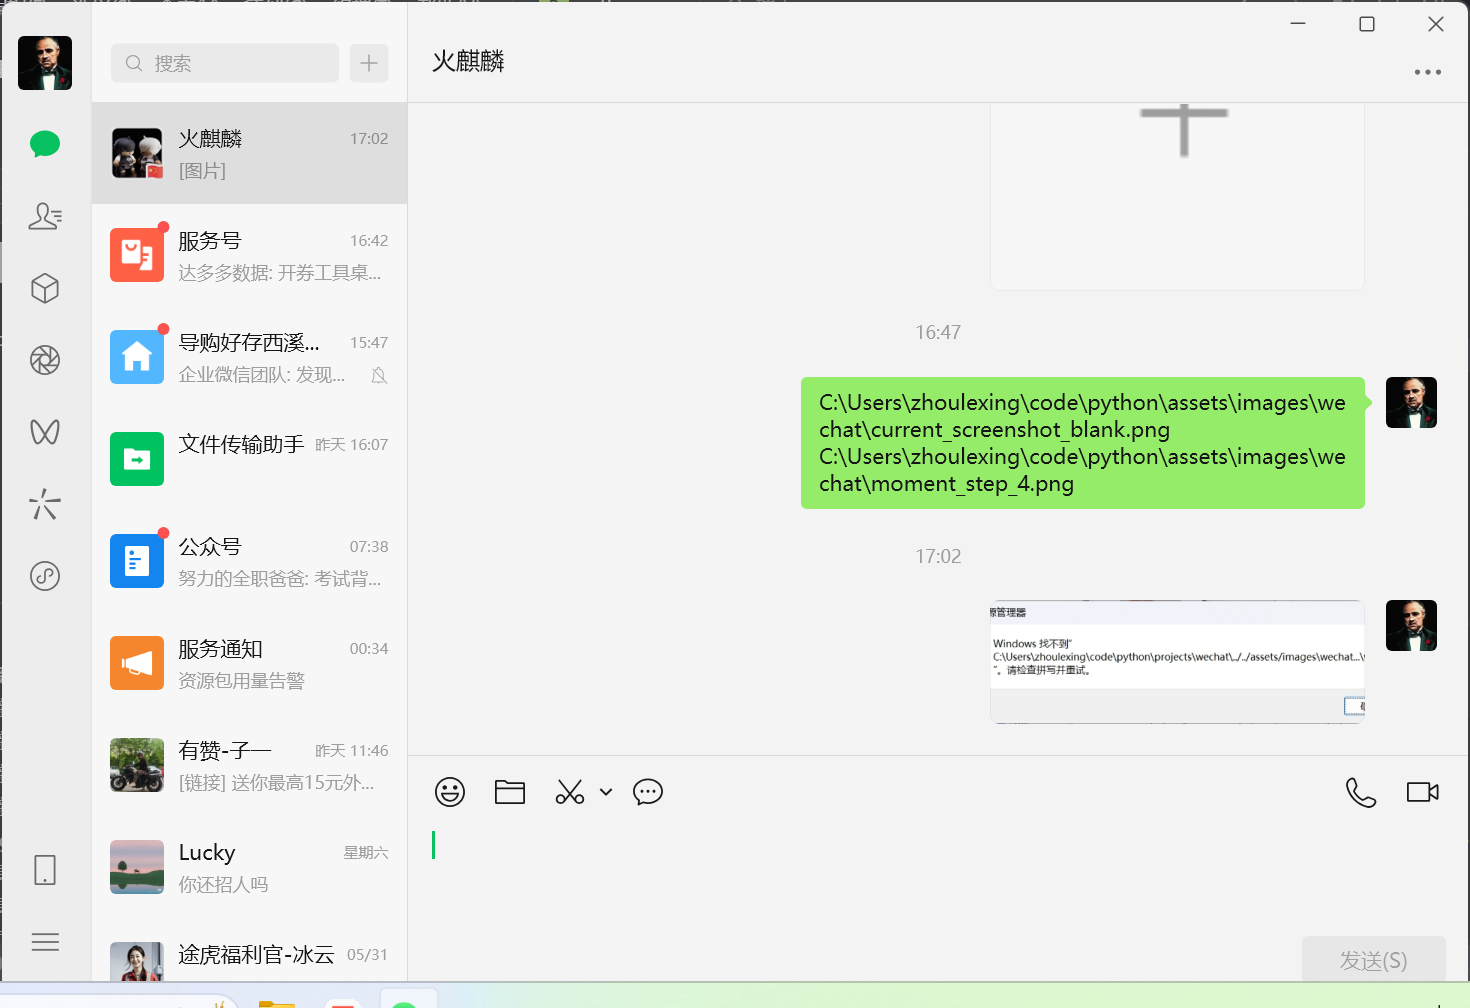 搜索
火麒麟
火麒麟
17:02
[图片]
服务号
16:42
达多多数据: 开券工具桌...
导购好存西溪...
15:47
企业微信团队: 发现...
文件传输助手
昨天 16:07
公众号
07:38
努力的全职爸爸: 考试背...
服务通知
00:34
资源包用量告警
有赞-子一
昨天 11:46
[链接] 送你最高15元外...
Lucky
星期六
你还招人吗
途虎福利官-冰云
05/31
16:47
C:\Users\zhoulexing\code\python\assets\images\we
chat\current_screenshot_blank.png
C:\Users\zhoulexing\code\python\assets\images\we
chat\moment_step_4.png
17:02
源管理器
Windows 找不到"
C:\Users\zhoulexing\code\python\projects\wechat\../../assets/images\wechat...\
"。请检查拼写并重试。
发送(S)